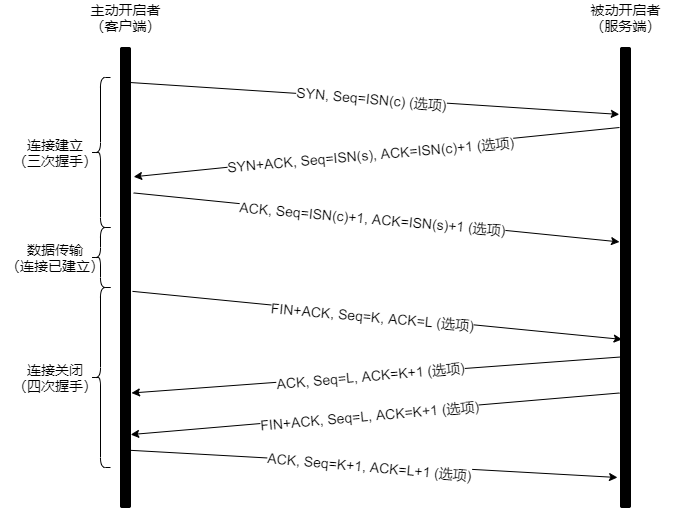 主动开启者
（客户端）
被动开启者
（服务端）
SYN, Seq=ISN(c) (选项)
连接建立
（三次握手）
SYN+ACK, Seq=ISN(s), ACK=ISN(c)+1 (选项)
ACK, Seq=ISN(c)+1, ACK=ISN(s)+1 (选项)
数据传输
（连接已建立）
FIN+ACK, Seq=K, ACK=L (选项)
连接关闭
（四次握手）
ACK, Seq=L, ACK=K+1 (选项)
FIN+ACK, Seq=L, ACK=K+1 (选项)
ACK, Seq=K+1, ACK=L+1 (选项)